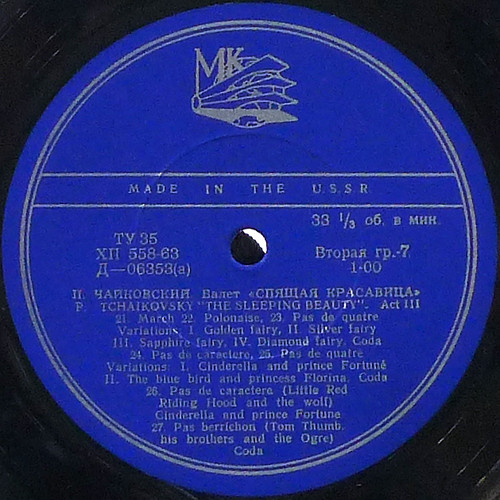 МК
MADE IN THE U.S.S.R.
33 1/3 об. в мин.
ТУ 35
ХП 558-63
Д—06353(а)
Вторая гр.-7
1-00
П. ЧАЙКОВСКИЙ Балет «СПЯЩАЯ КРАСАВИЦА»
P. TCHAIKOVSKY "THE SLEEPING BEAUTY". Act III
21. March 22. Polonaise, 23. Pas de quatre
Variations: I. Golden fairy, II. Silver fairy
III. Sapphire fairy, IV. Diamond fairy, Coda
24. Pas de caractere, 25. Pas de quatre
Variations: I. Cinderella and prince Fortune
II. The blue bird and princess Florina. Coda
26. Pas de caractere (Little Red
Riding Hood and the wolf)
Cinderella and prince Fortune
27. Pas berrichon (Tom Thumb,
his brothers and the Ogre)
Coda